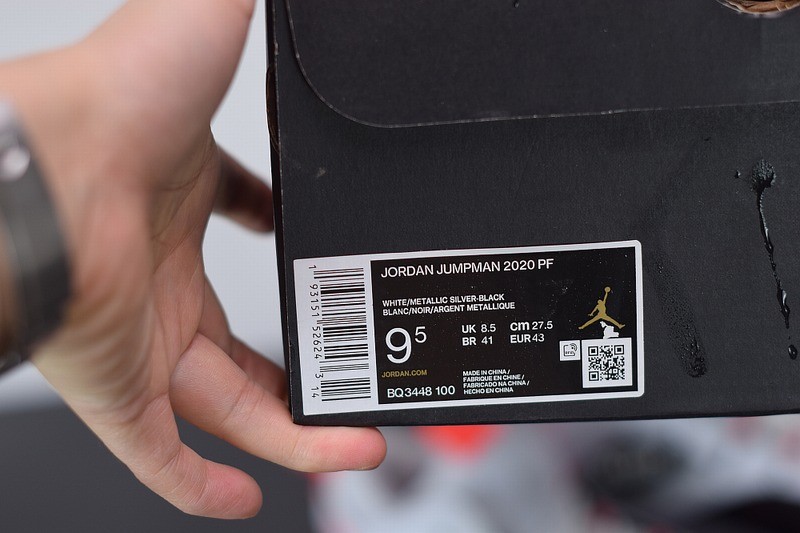 JORDAN JUMPMAN 2020 PF
WHITE/METALLIC SILVER-BLACK
BLANC/NOIR/ARGENT METALLIQUE
9 5
UK 8.5 cm 27.5
BR 41 EUR 43
JORDAN.COM
BQ3448 100
MADE IN CHINA /
FABRIQUE EN CHINE /
FABRICADO NA CHINA /
HECHO EN CHINA
1 93151 52624 3 14